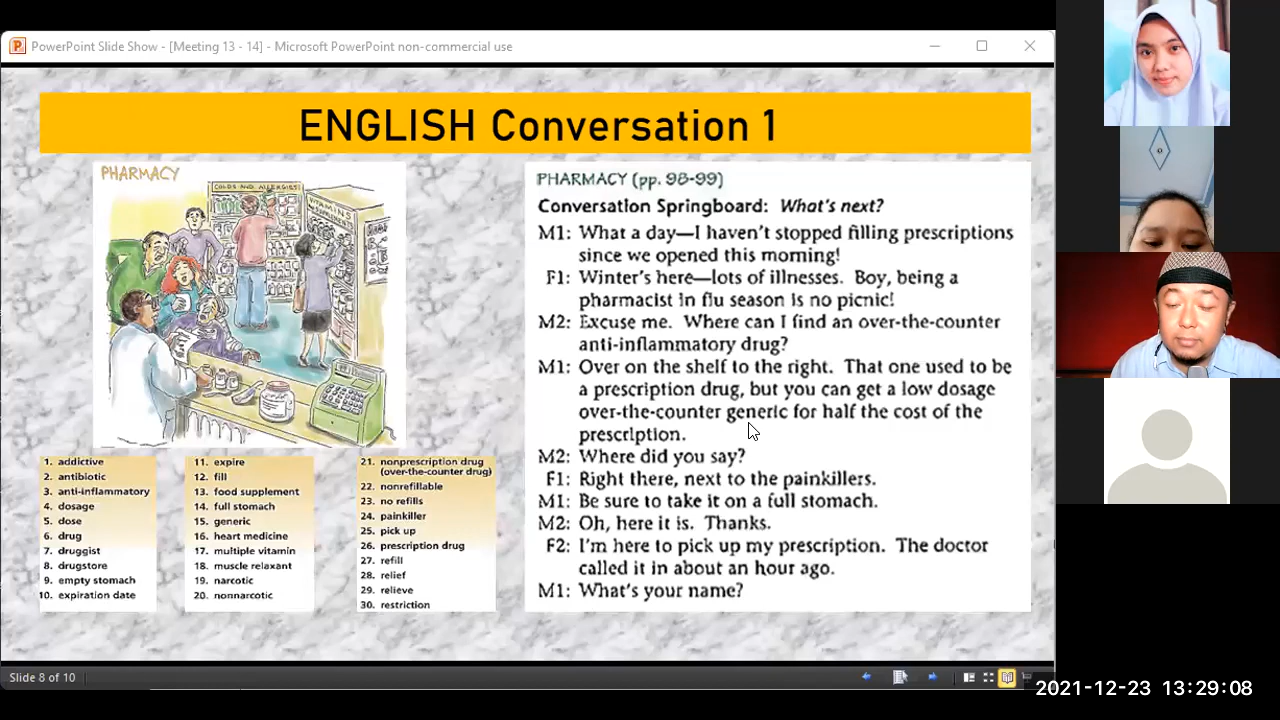 PowerPoint Slide Show - [Meeting 13 - 14] - Microsoft PowerPoint non-commercial use
ENGLISH Conversation 1
PHARMACY
COLDS AND ALLERGIES
VITAMINS
1. addictive
2. antibiotic
3. anti-inflammatory
4. dosage
5. dose
6. drug
7. druggist
8. drugstore
9. empty stomach
10. expiration date
11. expire
12. fill
13. food supplement
14. full stomach
15. generic
16. heart medicine
17. multiple vitamin
18. muscle relaxant
19. narcotic
20. nonnarcotic
21. nonprescription drug
(over-the-counter drug)
22. nonrefillable
23. no refills
24. painkiller
25. pick up
26. prescription drug
27. refill
28. relief
29. relieve
30. restriction
PHARMACY (pp. 98-99)
Conversation Springboard: What's next?
M1: What a day—I haven't stopped filling prescriptions
since we opened this morning!
F1: Winter's here—lots of illnesses. Boy, being a
pharmacist in flu season is no picnic!
M2: Excuse me. Where can I find an over-the-counter
anti-inflammatory drug?
M1: Over on the shelf to the right. That one used to be
a prescription drug, but you can get a low dosage
over-the-counter generic for half the cost of the
prescription.
M2: Where did you say?
F1: Right there, next to the painkillers.
M1: Be sure to take it on a full stomach.
M2: Oh, here it is. Thanks.
F2: I'm here to pick up my prescription. The doctor
called it in about an hour ago.
M1: What's your name?
Slide 8 of 10
2021-12-23 13:29:08